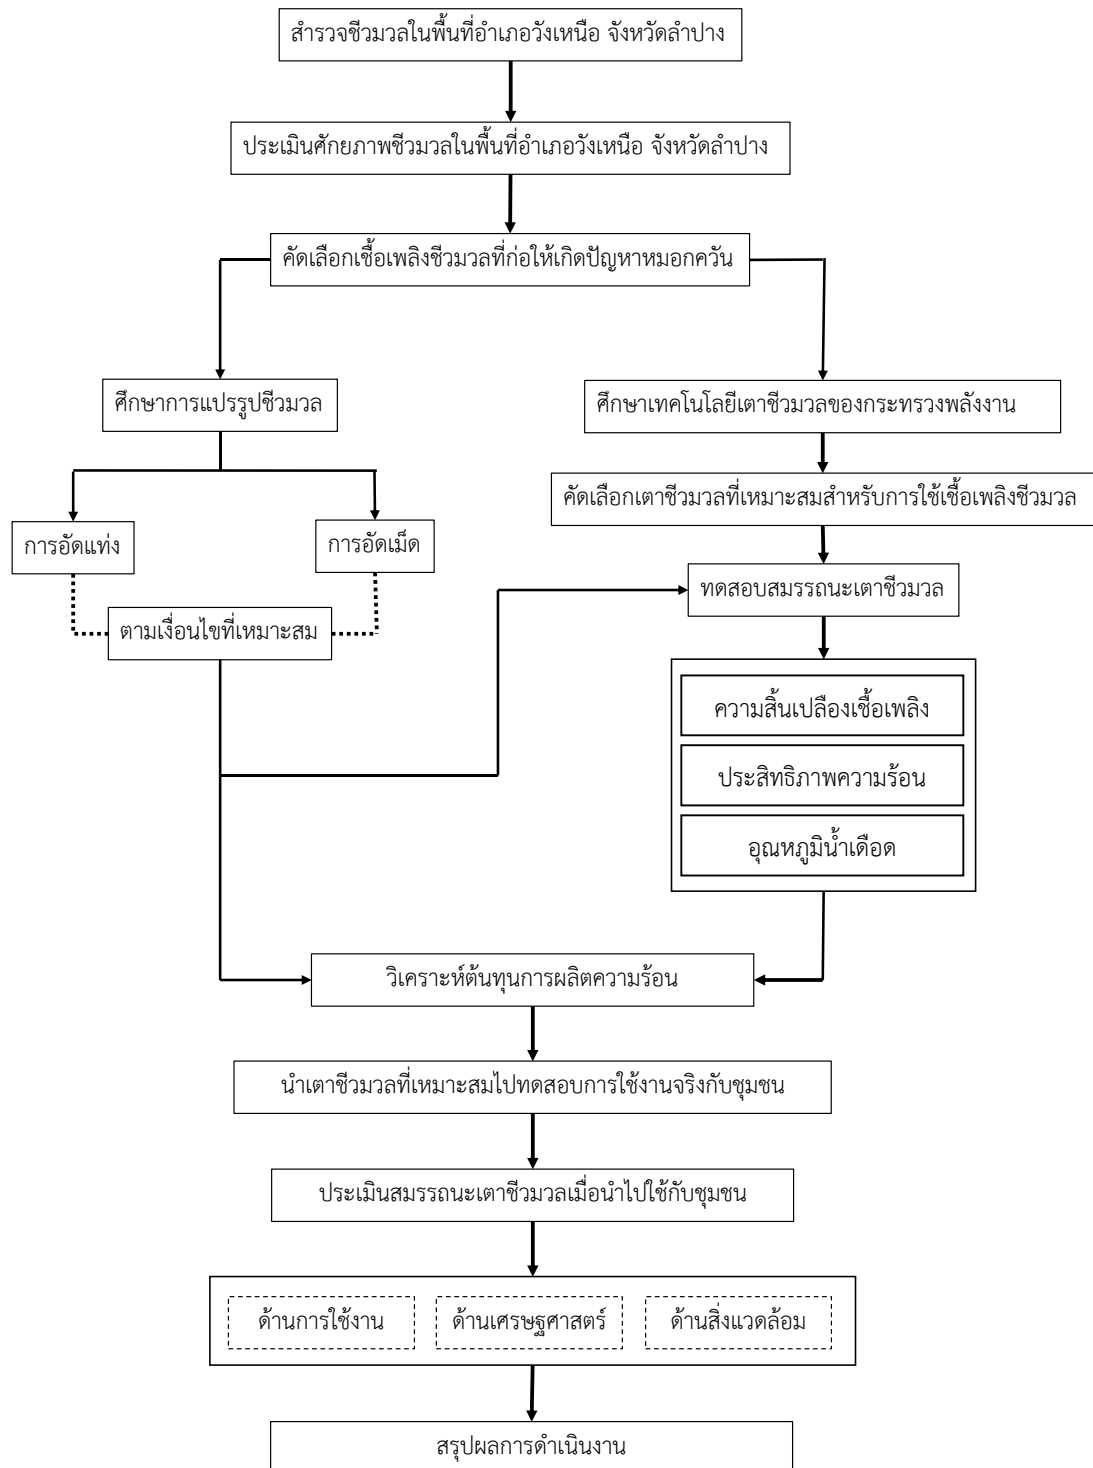 สำรวจชีวมวลในพื้นที่อำเภอวังเหนือ จังหวัดลำปาง
ประเมินศักยภาพชีวมวลในพื้นที่อำเภอวังเหนือ จังหวัดลำปาง
คัดเลือกเชื้อเพลิงชีวมวลที่ก่อให้เกิดปัญหาหมอกควัน
ศึกษาการแปรรูปชีวมวล
ศึกษาเทคโนโลยีเตาชีวมวลของกระทรวงพลังงาน
คัดเลือกเตาชีวมวลที่เหมาะสมสำหรับการใช้เชื้อเพลิงชีวมวล
การอัดแท่ง
การอัดเม็ด
ทดสอบสมรรถนะเตาชีวมวล
ตามเงื่อนไขที่เหมาะสม
ความสิ้นเปลืองเชื้อเพลิง
ประสิทธิภาพความร้อน
อุณหภูมิน้ำเดือด
วิเคราะห์ต้นทุนการผลิตความร้อน
นำเตาชีวมวลที่เหมาะสมไปทดสอบการใช้งานจริงกับชุมชน
ประเมินสมรรถนะเตาชีวมวลเมื่อนำไปใช้กับชุมชน
ด้านการใช้งาน
ด้านเศรษฐศาสตร์
ด้านสิ่งแวดล้อม
สรุปผลการดำเนินงาน